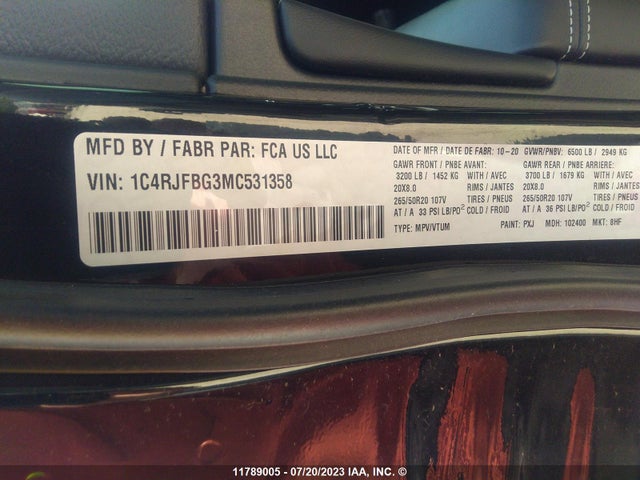 MFD BY / FABR PAR: FCA US LLC
VIN: 1C4RJFBG3MC531358
DATE OF MFR / DATE DE FABR: 10-20 GVWR/PNBV: 6500 LB / 2949 KG
GAWR FRONT / PNBE AVANT: GAWR REAR / PNBE ARRIERE:
3200 LB / 1452 KG WITH / AVEC 3700 LB / 1679 KG WITH / AVEC
20X8.0 RIMS / JANTES 20X8.0 RIMS / JANTES
265/50R20 107V TIRES / PNEUS 265/50R20 107V TIRES / PNEUS
AT / A 33 PSI LB/PO² COLD / FROID AT / A 36 PSI LB/PO² COLD / FROID
TYPE: MPV/VTUM PAINT: PXJ MDH: 102400 MKT: 8HF
11789005 - 07/20/2023 IAA, INC. ©